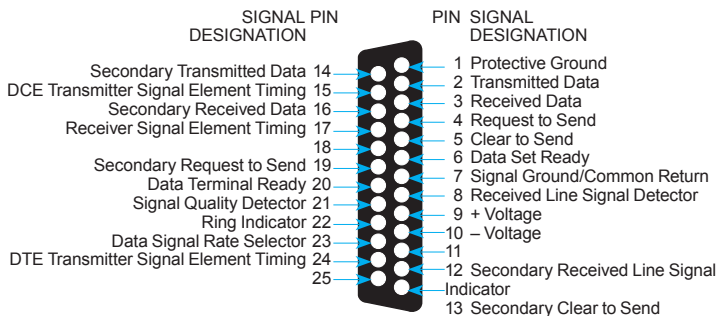 SIGNAL PIN
DESIGNATION
Secondary Transmitted Data 14
DCE Transmitter Signal Element Timing 15
Secondary Received Data 16
Receiver Signal Element Timing 17
18
Secondary Request to Send 19
Data Terminal Ready 20
Signal Quality Detector 21
Ring Indicator 22
Data Signal Rate Selector 23
DTE Transmitter Signal Element Timing 24
25
PIN SIGNAL
DESIGNATION
1 Protective Ground
2 Transmitted Data
3 Received Data
4 Request to Send
5 Clear to Send
6 Data Set Ready
7 Signal Ground/Common Return
8 Received Line Signal Detector
9 + Voltage
10 – Voltage
11
12 Secondary Received Line Signal
Indicator
13 Secondary Clear to Send